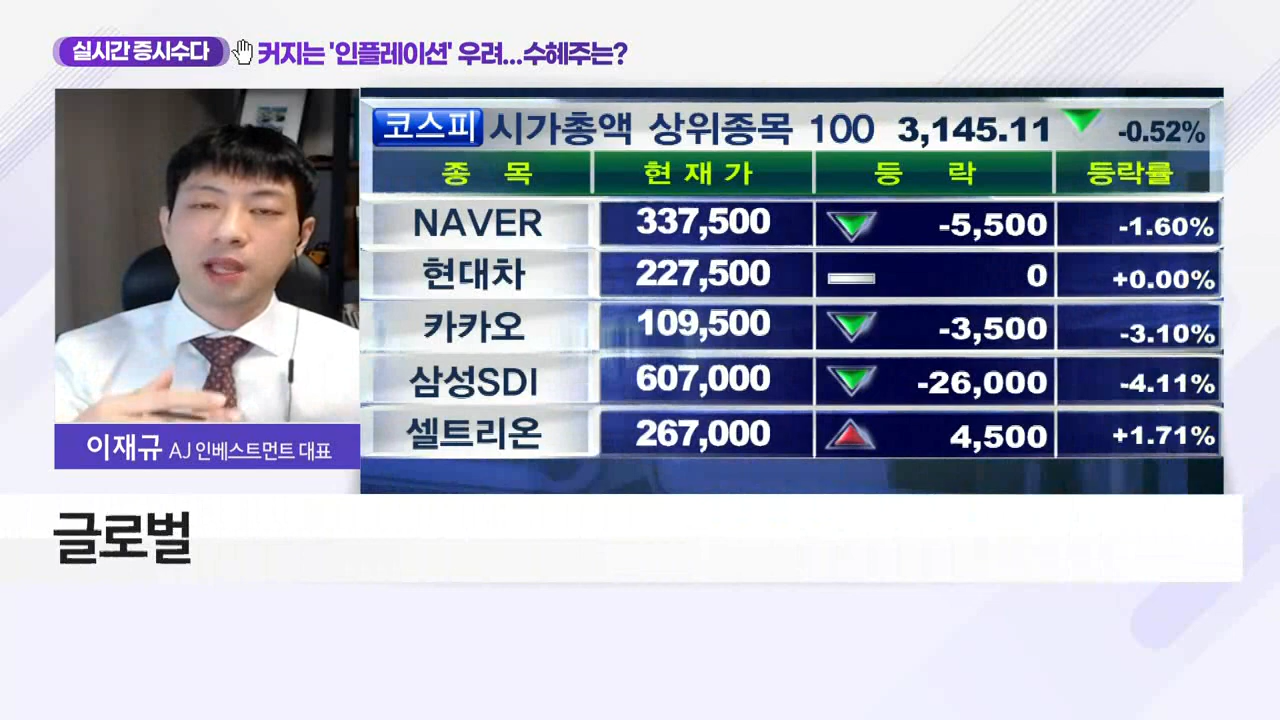 실시간 증시수다 커지는 '인플레이션' 우려...수혜주는?
코스피 시가총액 상위종목 100 3,145.11 -0.52%
종 목 현 재 가 등 락 등락률
NAVER 337,500 -5,500 -1.60%
현대차 227,500 0 +0.00%
카카오 109,500 -3,500 -3.10%
삼성SDI 607,000 -26,000 -4.11%
셀트리온 267,000 4,500 +1.71%
이재규 AJ 인베스트먼트 대표
글로벌